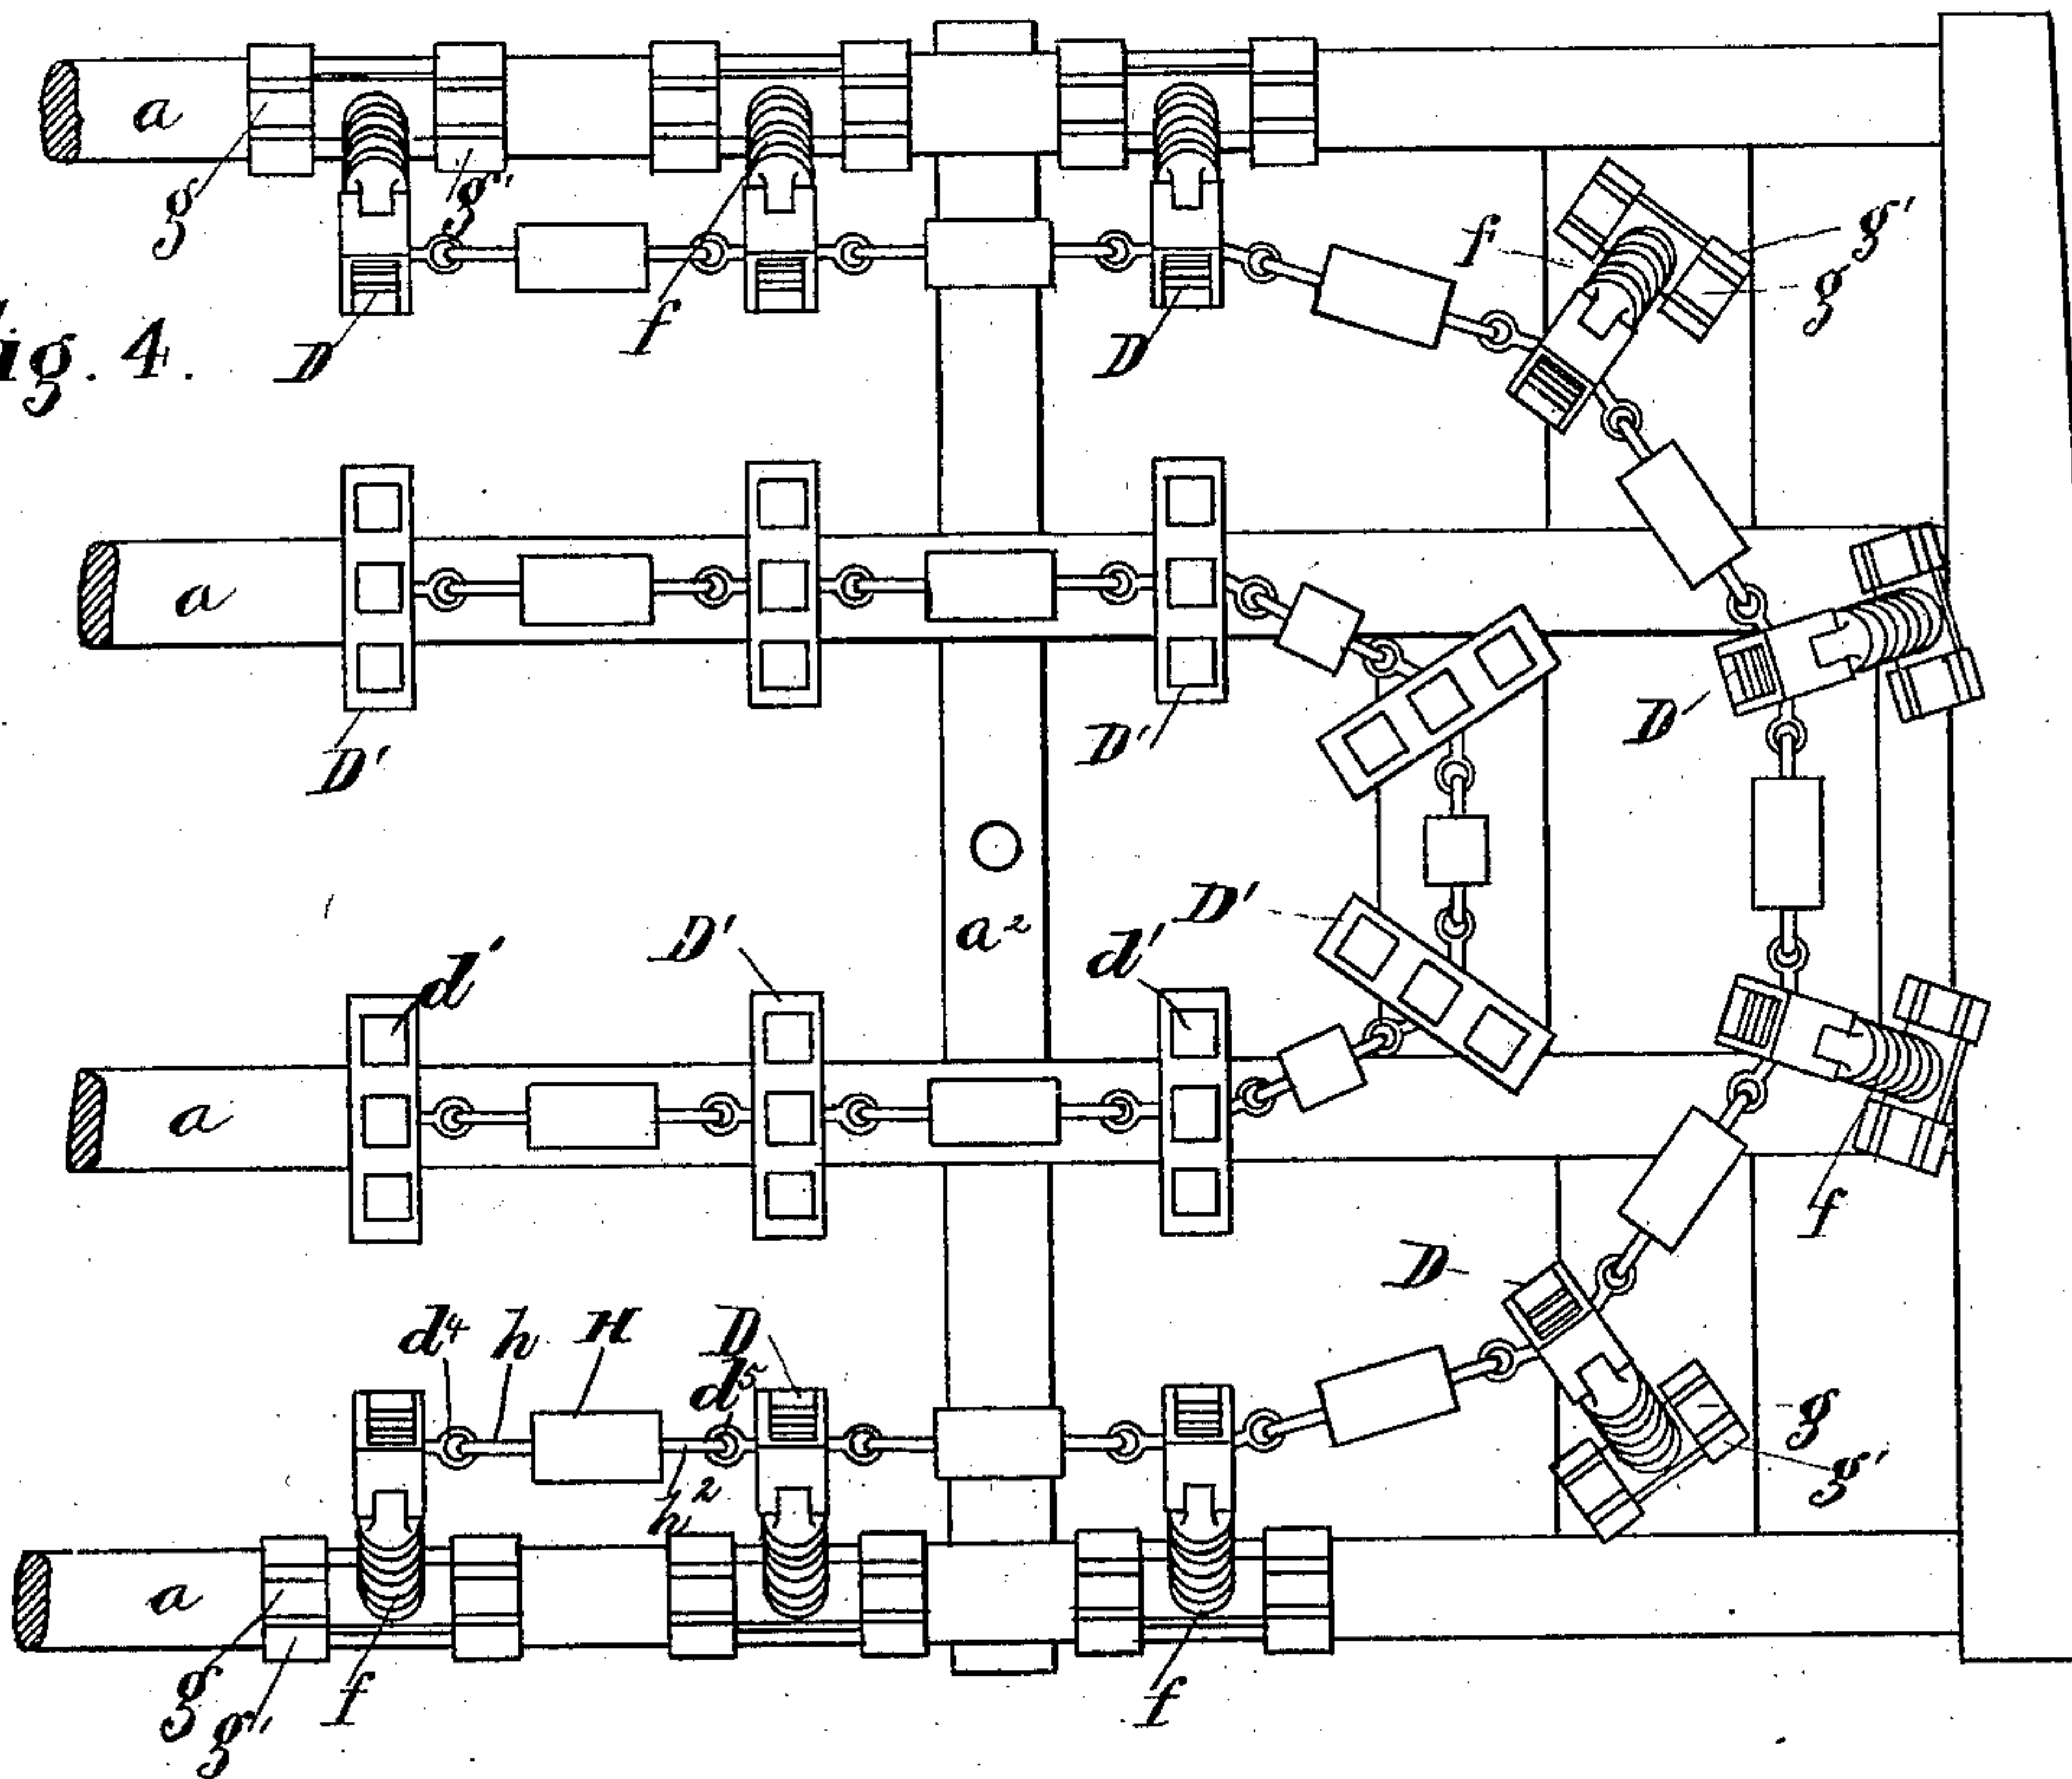 a
g
g''
f
f
g'
g
ig. 4.
D
D
a
D
D'
D'
D'
D'
a²
d'
d'
a
f
D
d⁴
h
H
D
d⁵
h²
g
g'
a
g
g''
f
f